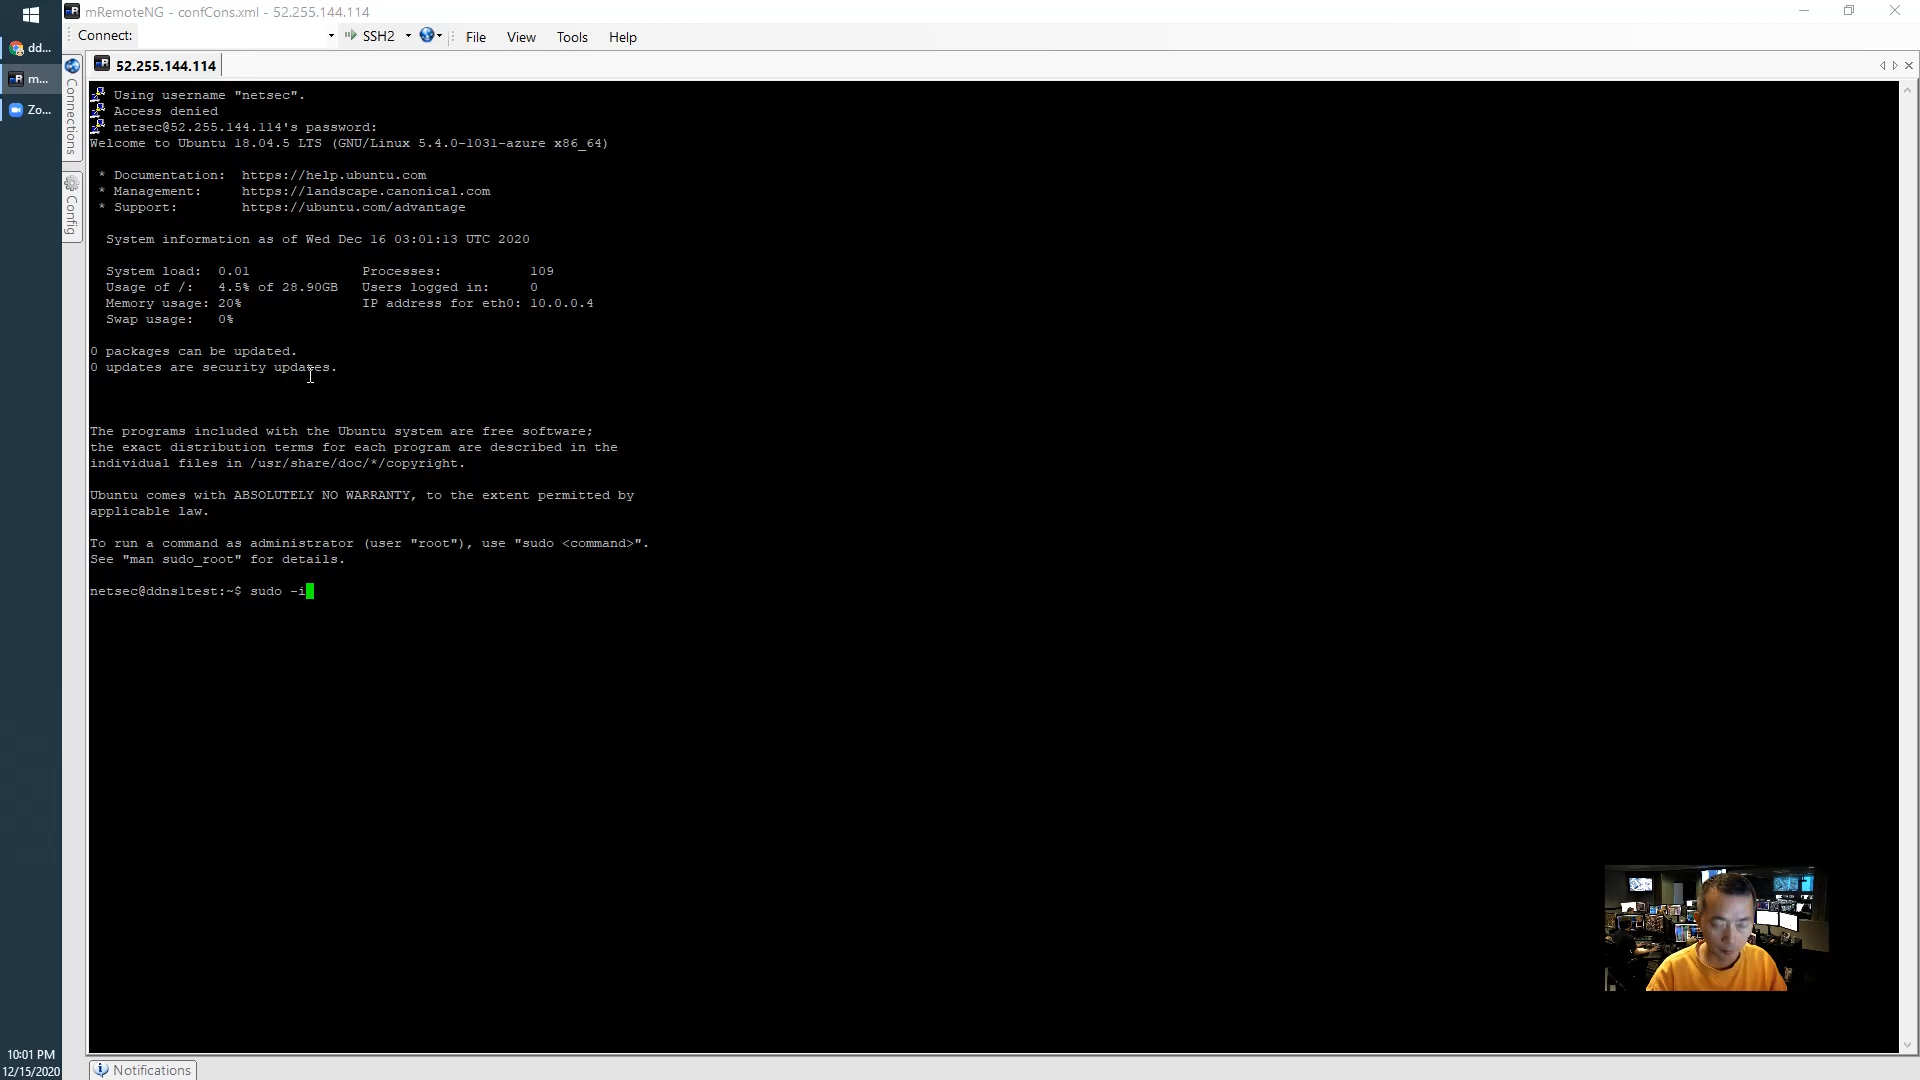 mRemoteNG - confCons.xml - 52.255.144.114
Connect:
SSH2
File
View
Tools
Help
dd...
m...
Zo...
Connections
Config
52.255.144.114
Using username "netsec".
Access denied
netsec@52.255.144.114's password:
Welcome to Ubuntu 18.04.5 LTS (GNU/Linux 5.4.0-1031-azure x86_64)
* Documentation:  https://help.ubuntu.com
* Management:     https://landscape.canonical.com
* Support:        https://ubuntu.com/advantage
System information as of Wed Dec 16 03:01:13 UTC 2020
System load:  0.01              Processes:           109
Usage of /:   4.5% of 28.90GB   Users logged in:     0
Memory usage: 20%               IP address for eth0: 10.0.0.4
Swap usage:   0%
0 packages can be updated.
0 updates are security updates.
The programs included with the Ubuntu system are free software;
the exact distribution terms for each program are described in the
individual files in /usr/share/doc/*/copyright.
Ubuntu comes with ABSOLUTELY NO WARRANTY, to the extent permitted by
applicable law.
To run a command as administrator (user "root"), use "sudo <command>".
See "man sudo_root" for details.
netsec@ddns1test:~$ sudo -i
10:01 PM
12/15/2020
Notifications